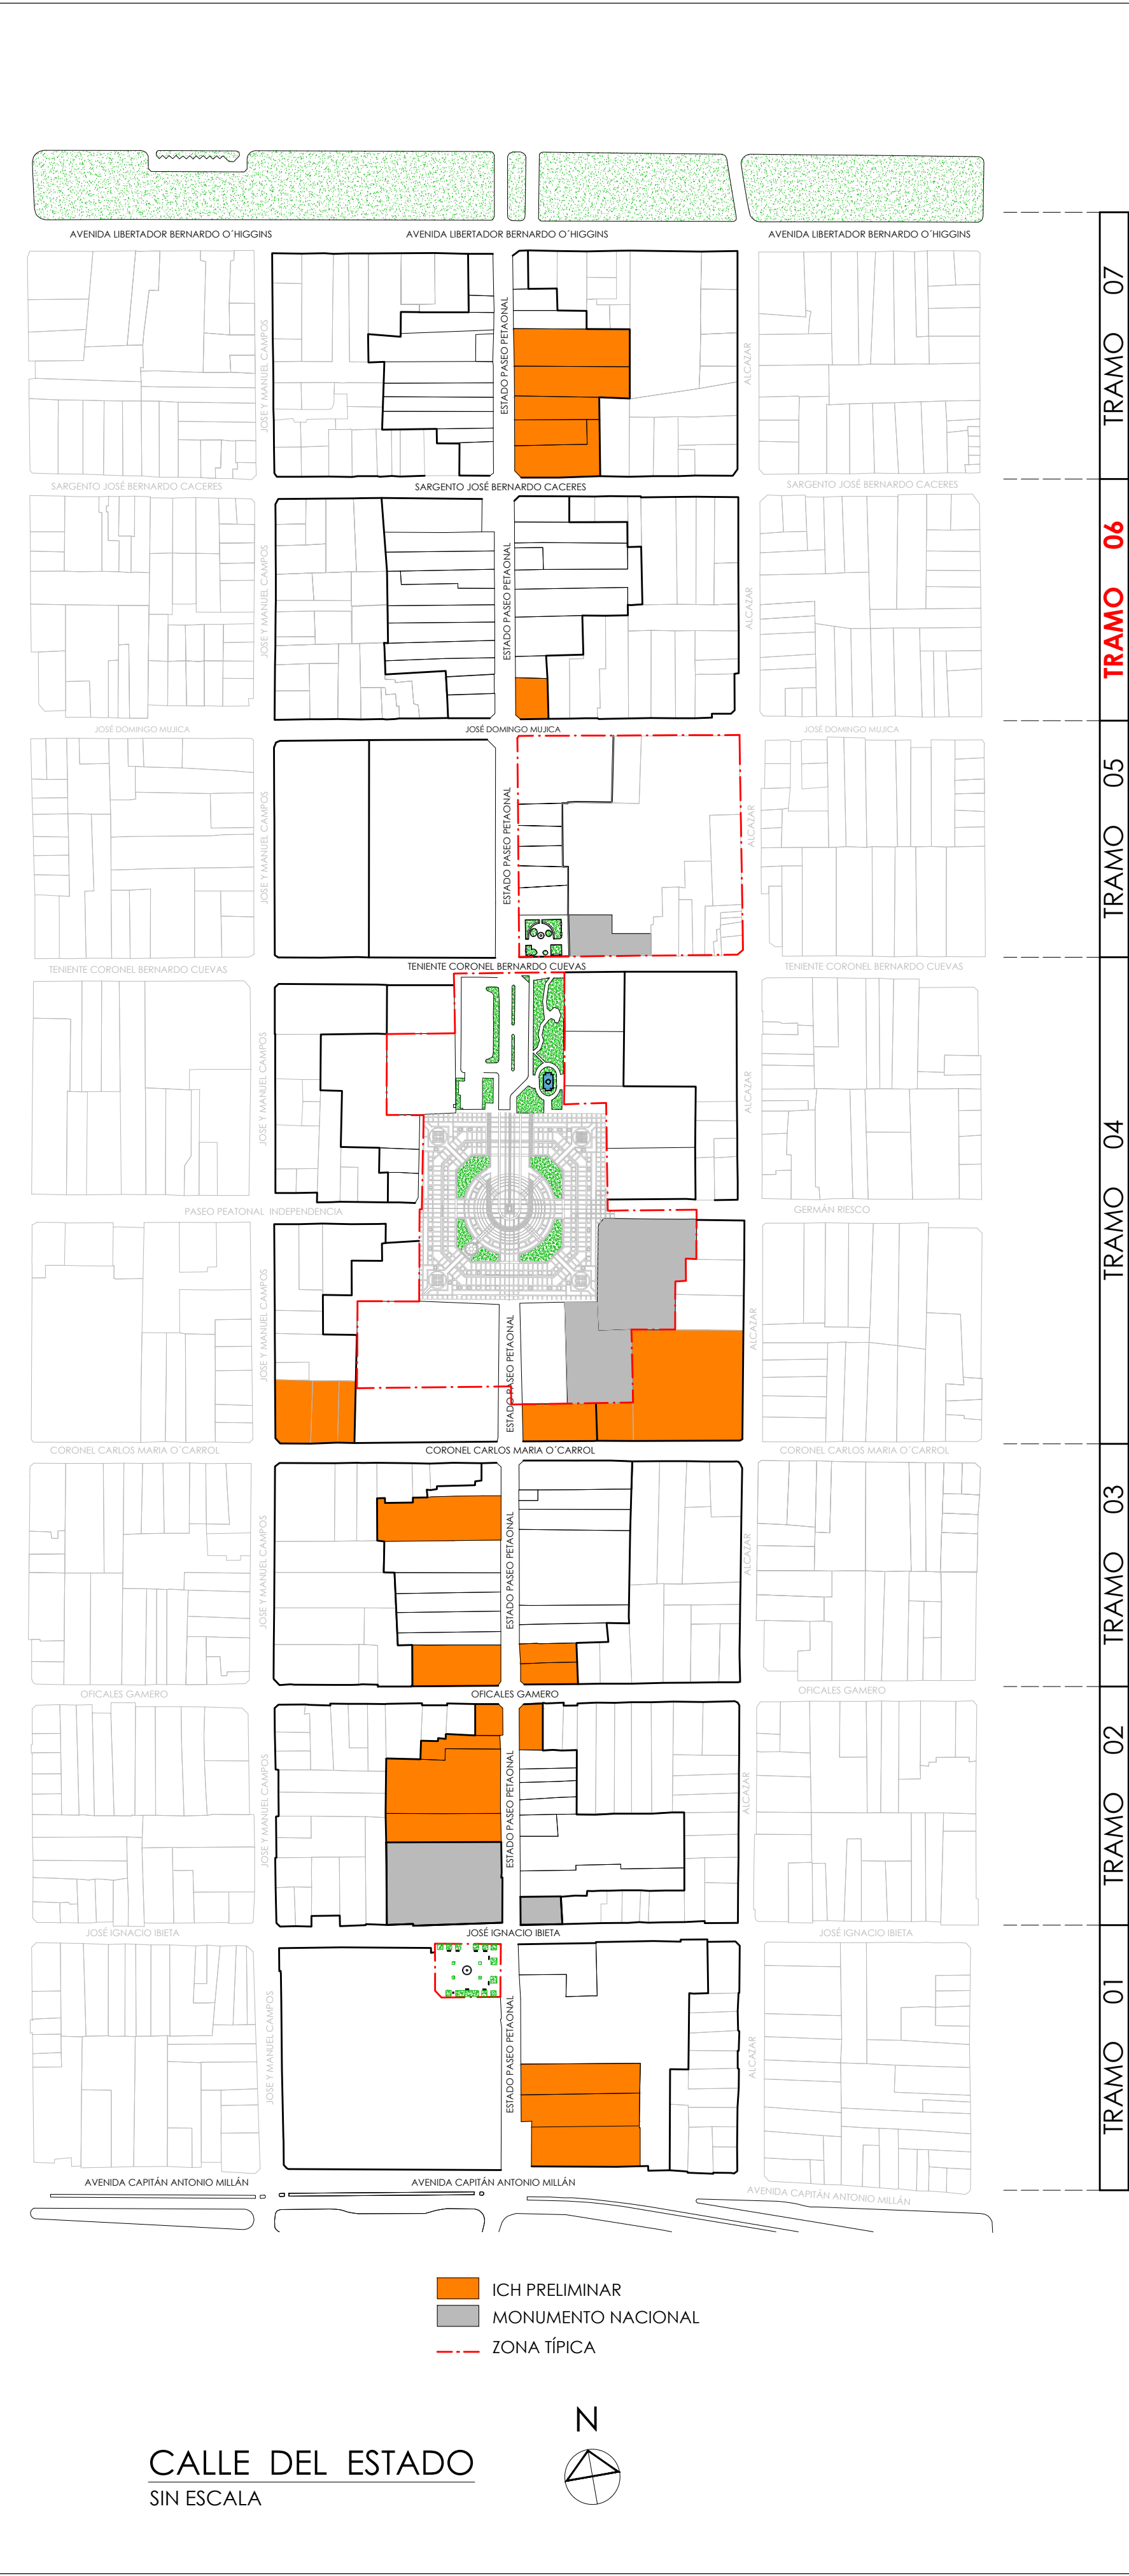 AVENIDA LIBERTADOR BERNARDO O´HIGGINS
AVENIDA LIBERTADOR BERNARDO O´HIGGINS
AVENIDA LIBERTADOR BERNARDO O´HIGGINS
JOSE Y MANUEL CAMPOS
ESTADO PASEO PETAONAL
ALCAZAR
TRAMO 07
SARGENTO JOSÉ BERNARDO CACERES
SARGENTO JOSÉ BERNARDO CACERES
SARGENTO JOSÉ BERNARDO CACERES
JOSE Y MANUEL CAMPOS
ESTADO PASEO PETAONAL
ALCAZAR
TRAMO 06
JOSÉ DOMINGO MUJICA
JOSÉ DOMINGO MUJICA
JOSÉ DOMINGO MUJICA
JOSE Y MANUEL CAMPOS
ESTADO PASEO PETAONAL
ALCAZAR
TRAMO 05
TENIENTE CORONEL BERNARDO CUEVAS
TENIENTE CORONEL BERNARDO CUEVAS
TENIENTE CORONEL BERNARDO CUEVAS
JOSE Y MANUEL CAMPOS
ALCAZAR
TRAMO 04
PASEO PEATONAL INDEPENDENCIA
GERMÁN RIESCO
JOSE Y MANUEL CAMPOS
ESTADO PASEO PETAONAL
ALCAZAR
CORONEL CARLOS MARIA O´CARROL
CORONEL CARLOS MARIA O´CARROL
CORONEL CARLOS MARIA O´CARROL
JOSE Y MANUEL CAMPOS
ESTADO PASEO PETAONAL
ALCAZAR
TRAMO 03
OFICALES GAMERO
OFICALES GAMERO
OFICALES GAMERO
JOSE Y MANUEL CAMPOS
ESTADO PASEO PETAONAL
ALCAZAR
TRAMO 02
JOSÉ IGNACIO IBIETA
JOSÉ IGNACIO IBIETA
JOSÉ IGNACIO IBIETA
JOSE Y MANUEL CAMPOS
ESTADO PASEO PETAONAL
ALCAZAR
TRAMO 01
AVENIDA CAPITÁN ANTONIO MILLÁN
AVENIDA CAPITÁN ANTONIO MILLÁN
AVENIDA CAPITÁN ANTONIO MILLÁN
ICH PRELIMINAR
MONUMENTO NACIONAL
ZONA TÍPICA
N
CALLE DEL ESTADO
SIN ESCALA